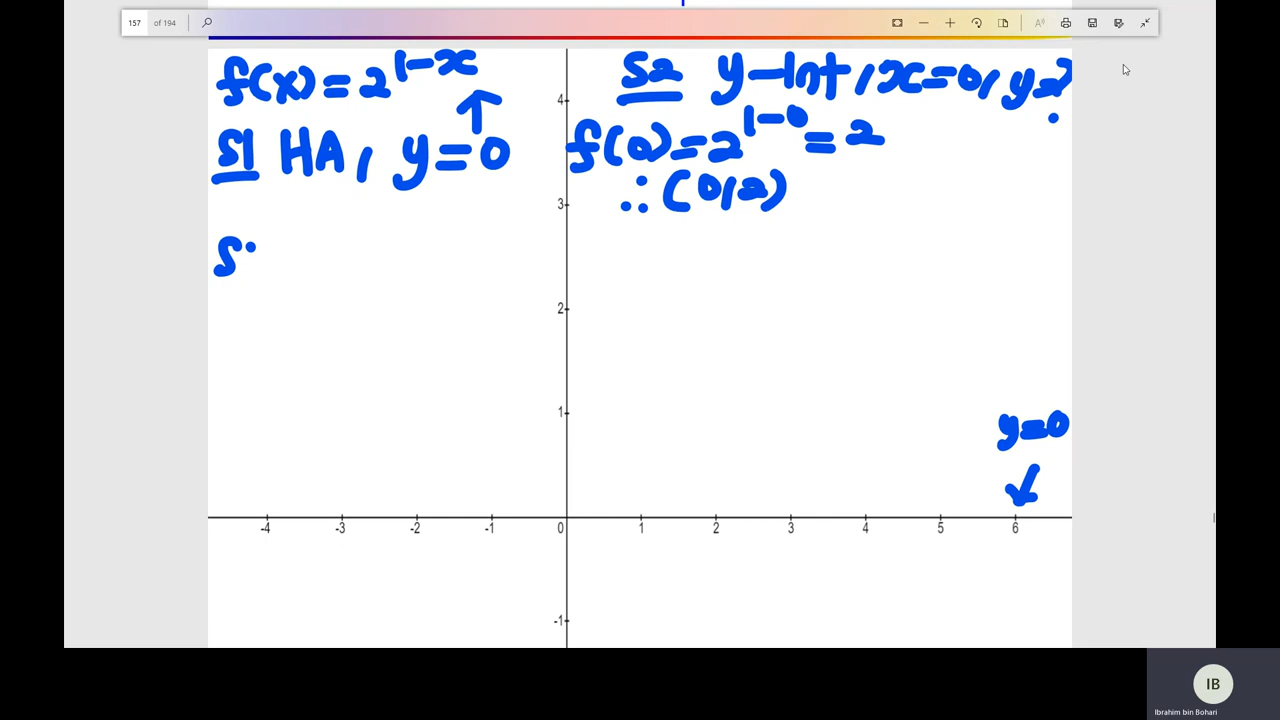 157 of 194
f(x) = 2^(1-x)
S1 HA, y = 0
S2 y-Int, x=0, y=?
f(0) = 2^(1-0) = 2
∴ (0,2)
4
3
2
1
y=0
-4 -3 -2 -1 0 1 2 3 4 5 6
-1
IB
Ibrahim bin Bohari